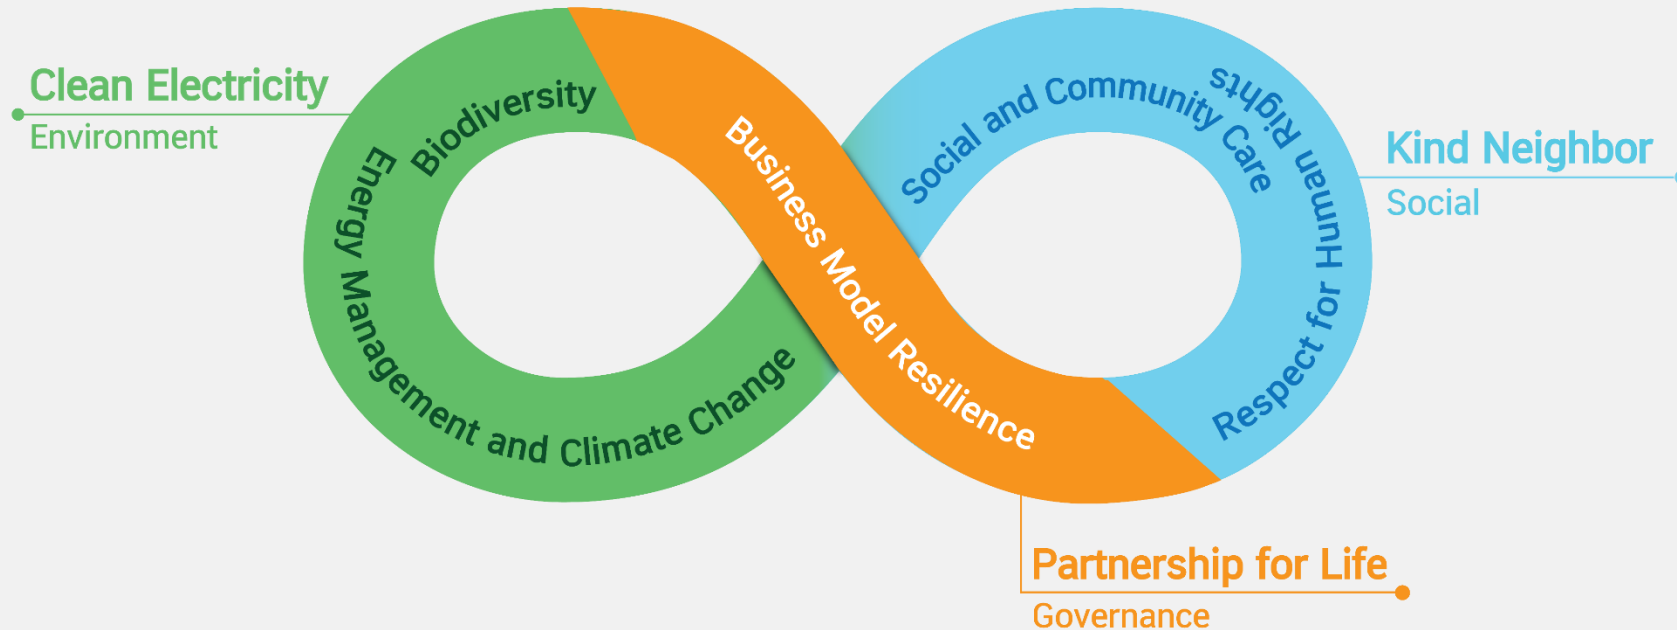 Clean Electricity
Environment
Biodiversity
Energy Management and Climate Change
Business Model Resilience
Social and Community Care
Respect for Human Rights
Kind Neighbor
Social
Partnership for Life
Governance